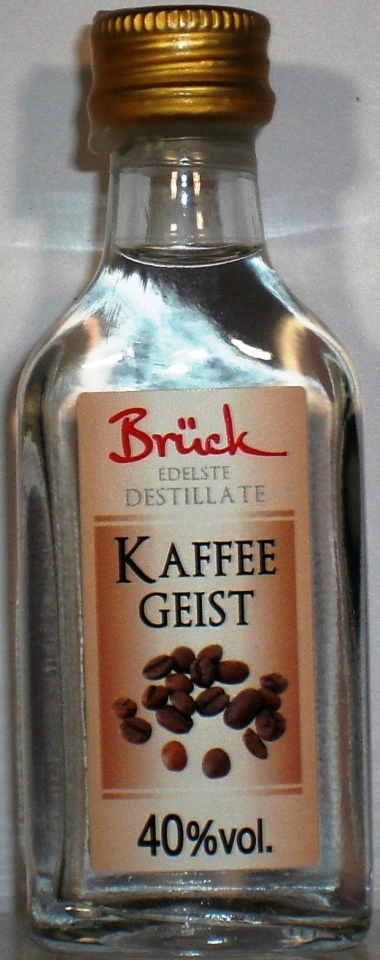 Brück
EDELSTE
DESTILLATE
KAFFEE
GEIST
40%vol.